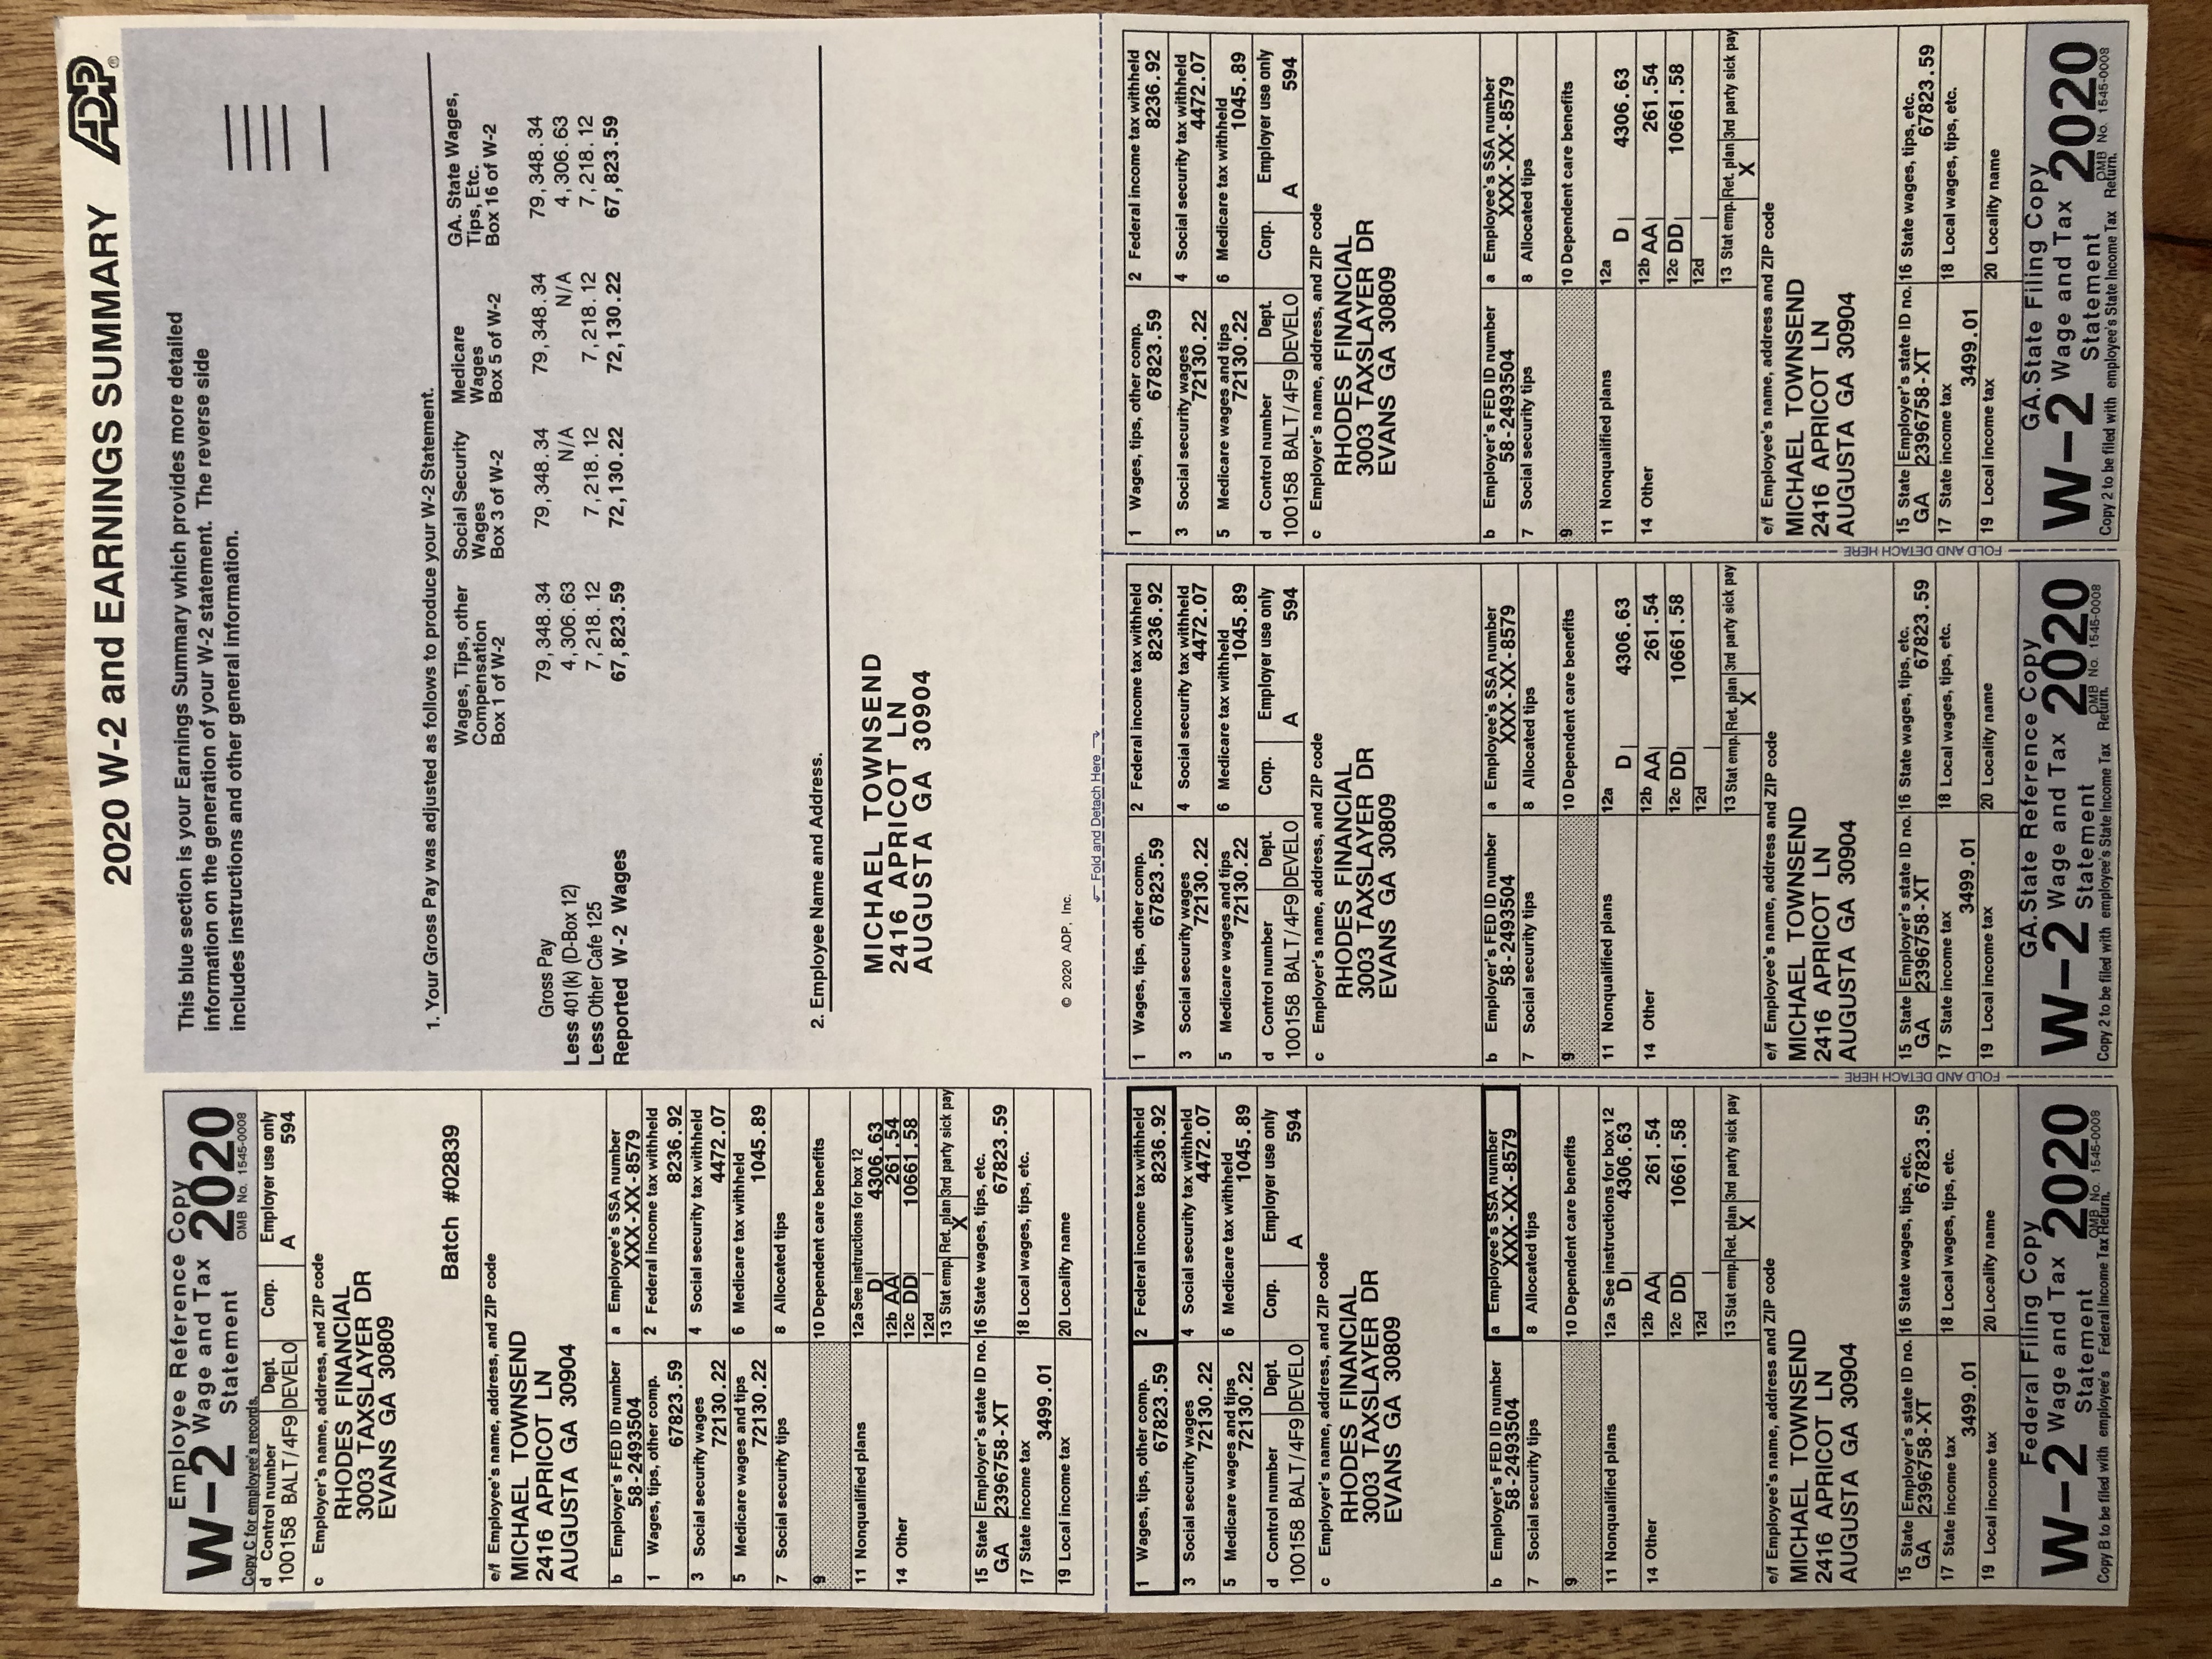 2020 W-2 and EARNINGS SUMMARY ADP®
Employee Reference Copy
W-2 Wage and Tax Statement 2020
OMB No. 1545-0008
Copy C for employee's records.
d Control number Dept. Corp. Employer use only
100158 BALT/4F9 DEVELO A 594
c Employer's name, address, and ZIP code
RHODES FINANCIAL
3003 TAXSLAYER DR
EVANS GA 30809
Batch #02839
e/f Employee's name, address, and ZIP code
MICHAEL TOWNSEND
2416 APRICOT LN
AUGUSTA GA 30904
b Employer's FED ID number a Employee's SSA number
58-2493504 XXX-XX-8579
1 Wages, tips, other comp. 2 Federal income tax withheld
67823.59 8236.92
3 Social security wages 4 Social security tax withheld
72130.22 4472.07
5 Medicare wages and tips 6 Medicare tax withheld
72130.22 1045.89
7 Social security tips 8 Allocated tips
9 10 Dependent care benefits
11 Nonqualified plans 12a See instructions for box 12
D 4306.63
14 Other 12b AA 261.54
12c DD 10661.58
12d
13 Stat emp. Ret. plan 3rd party sick pay
X
15 State Employer's state ID no. 16 State wages, tips, etc.
GA 2396758-XT 67823.59
17 State income tax 18 Local wages, tips, etc.
3499.01
19 Local income tax 20 Locality name
This blue section is your Earnings Summary which provides more detailed
information on the generation of your W-2 statement. The reverse side
includes instructions and other general information.
1. Your Gross Pay was adjusted as follows to produce your W-2 Statement.
Wages, Tips, other Social Security Medicare GA. State Wages,
Compensation Wages Wages Tips, Etc.
Box 1 of W-2 Box 3 of W-2 Box 5 of W-2 Box 16 of W-2
Gross Pay 79,348.34 79,348.34 79,348.34 79,348.34
Less 401(k) (D-Box 12) 4,306.63 N/A N/A 4,306.63
Less Other Cafe 125 7,218.12 7,218.12 7,218.12 7,218.12
Reported W-2 Wages 67,823.59 72,130.22 72,130.22 67,823.59
2. Employee Name and Address.
MICHAEL TOWNSEND
2416 APRICOT LN
AUGUSTA GA 30904
© 2020 ADP, Inc.
Fold and Detach Here
1 Wages, tips, other comp. 2 Federal income tax withheld
67823.59 8236.92
3 Social security wages 4 Social security tax withheld
72130.22 4472.07
5 Medicare wages and tips 6 Medicare tax withheld
72130.22 1045.89
d Control number Dept. Corp. Employer use only
100158 BALT/4F9 DEVELO A 594
c Employer's name, address, and ZIP code
RHODES FINANCIAL
3003 TAXSLAYER DR
EVANS GA 30809
b Employer's FED ID number a Employee's SSA number
58-2493504 XXX-XX-8579
7 Social security tips 8 Allocated tips
9 10 Dependent care benefits
11 Nonqualified plans 12a See instructions for box 12
D 4306.63
14 Other 12b AA 261.54
12c DD 10661.58
12d
13 Stat emp. Ret. plan 3rd party sick pay
X
e/f Employee's name, address and ZIP code
MICHAEL TOWNSEND
2416 APRICOT LN
AUGUSTA GA 30904
15 State Employer's state ID no. 16 State wages, tips, etc.
GA 2396758-XT 67823.59
17 State income tax 18 Local wages, tips, etc.
3499.01
19 Local income tax 20 Locality name
Federal Filing Copy
W-2 Wage and Tax Statement 2020
OMB No. 1545-0008
Copy B to be filed with employee's Federal Income Tax Return.
FOLD AND DETACH HERE
1 Wages, tips, other comp. 2 Federal income tax withheld
67823.59 8236.92
3 Social security wages 4 Social security tax withheld
72130.22 4472.07
5 Medicare wages and tips 6 Medicare tax withheld
72130.22 1045.89
d Control number Dept. Corp. Employer use only
100158 BALT/4F9 DEVELO A 594
c Employer's name, address, and ZIP code
RHODES FINANCIAL
3003 TAXSLAYER DR
EVANS GA 30809
b Employer's FED ID number a Employee's SSA number
58-2493504 XXX-XX-8579
7 Social security tips 8 Allocated tips
9 10 Dependent care benefits
11 Nonqualified plans 12a
D 4306.63
14 Other 12b AA 261.54
12c DD 10661.58
12d
13 Stat emp. Ret. plan 3rd party sick pay
X
e/f Employee's name, address and ZIP code
MICHAEL TOWNSEND
2416 APRICOT LN
AUGUSTA GA 30904
15 State Employer's state ID no. 16 State wages, tips, etc.
GA 2396758-XT 67823.59
17 State income tax 18 Local wages, tips, etc.
3499.01
19 Local income tax 20 Locality name
GA.State Reference Copy
W-2 Wage and Tax Statement 2020
OMB No. 1545-0008
Copy 2 to be filed with employee's State Income Tax Return.
FOLD AND DETACH HERE
1 Wages, tips, other comp. 2 Federal income tax withheld
67823.59 8236.92
3 Social security wages 4 Social security tax withheld
72130.22 4472.07
5 Medicare wages and tips 6 Medicare tax withheld
72130.22 1045.89
d Control number Dept. Corp. Employer use only
100158 BALT/4F9 DEVELO A 594
c Employer's name, address, and ZIP code
RHODES FINANCIAL
3003 TAXSLAYER DR
EVANS GA 30809
b Employer's FED ID number a Employee's SSA number
58-2493504 XXX-XX-8579
7 Social security tips 8 Allocated tips
9 10 Dependent care benefits
11 Nonqualified plans 12a
D 4306.63
14 Other 12b AA 261.54
12c DD 10661.58
12d
13 Stat emp. Ret. plan 3rd party sick pay
X
e/f Employee's name, address and ZIP code
MICHAEL TOWNSEND
2416 APRICOT LN
AUGUSTA GA 30904
15 State Employer's state ID no. 16 State wages, tips, etc.
GA 2396758-XT 67823.59
17 State income tax 18 Local wages, tips, etc.
3499.01
19 Local income tax 20 Locality name
GA.State Filing Copy
W-2 Wage and Tax Statement 2020
OMB No. 1545-0008
Copy 2 to be filed with employee's State Income Tax Return.